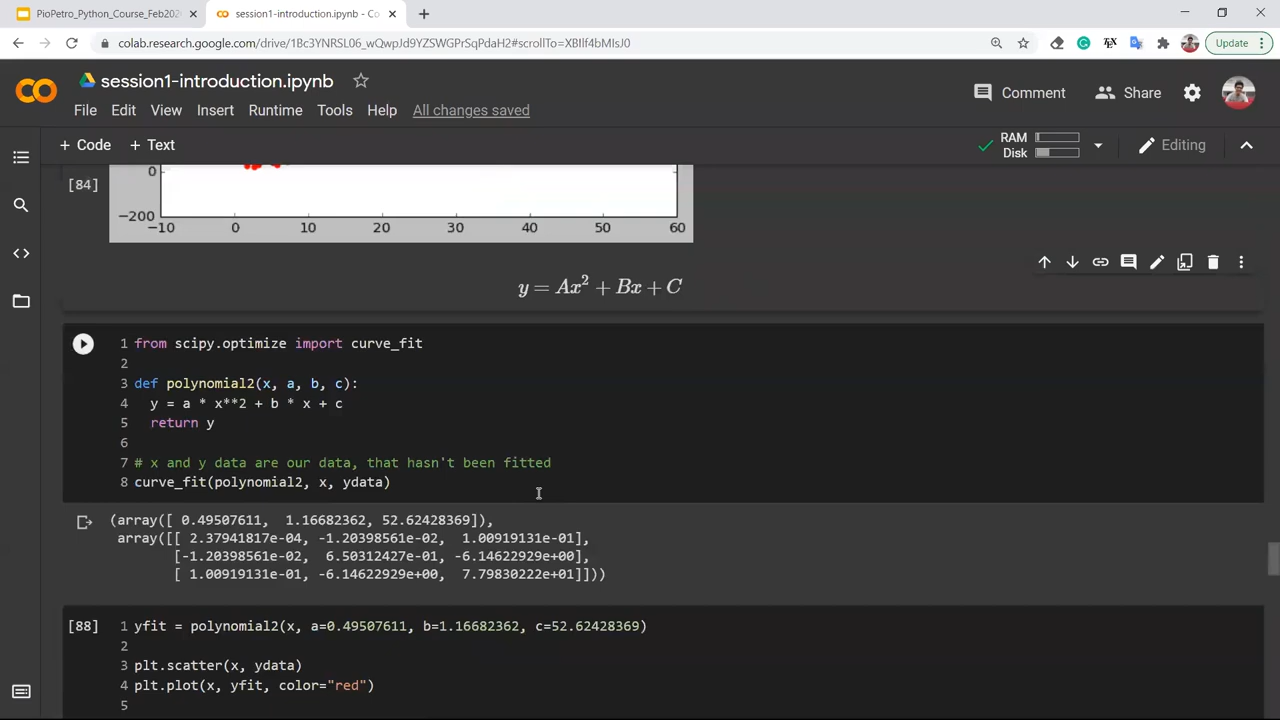 PioPetro_Python_Course_Feb202
session1-introduction.ipynb - Co
colab.research.google.com/drive/1Bc3YNRSL06_wQwpJd9YZSWGPrSqPdaH2#scrollTo=XBIlf4bMIsJ0
Update
session1-introduction.ipynb
Comment
Share
File Edit View Insert Runtime Tools Help All changes saved
+ Code + Text
RAM
Disk
Editing
0
[84]
−200
−10 0 10 20 30 40 50 60
y = Ax² + Bx + C
1 from scipy.optimize import curve_fit
2
3 def polynomial2(x, a, b, c):
4 y = a * x**2 + b * x + c
5 return y
6
7 # x and y data are our data, that hasn't been fitted
8 curve_fit(polynomial2, x, ydata)
(array([ 0.49507611, 1.16682362, 52.62428369]),
array([[ 2.37941817e-04, -1.20398561e-02, 1.00919131e-01],
[-1.20398561e-02, 6.50312427e-01, -6.14622929e+00],
[ 1.00919131e-01, -6.14622929e+00, 7.79830222e+01]]))
[88]
1 yfit = polynomial2(x, a=0.49507611, b=1.16682362, c=52.62428369)
2
3 plt.scatter(x, ydata)
4 plt.plot(x, yfit, color="red")
5